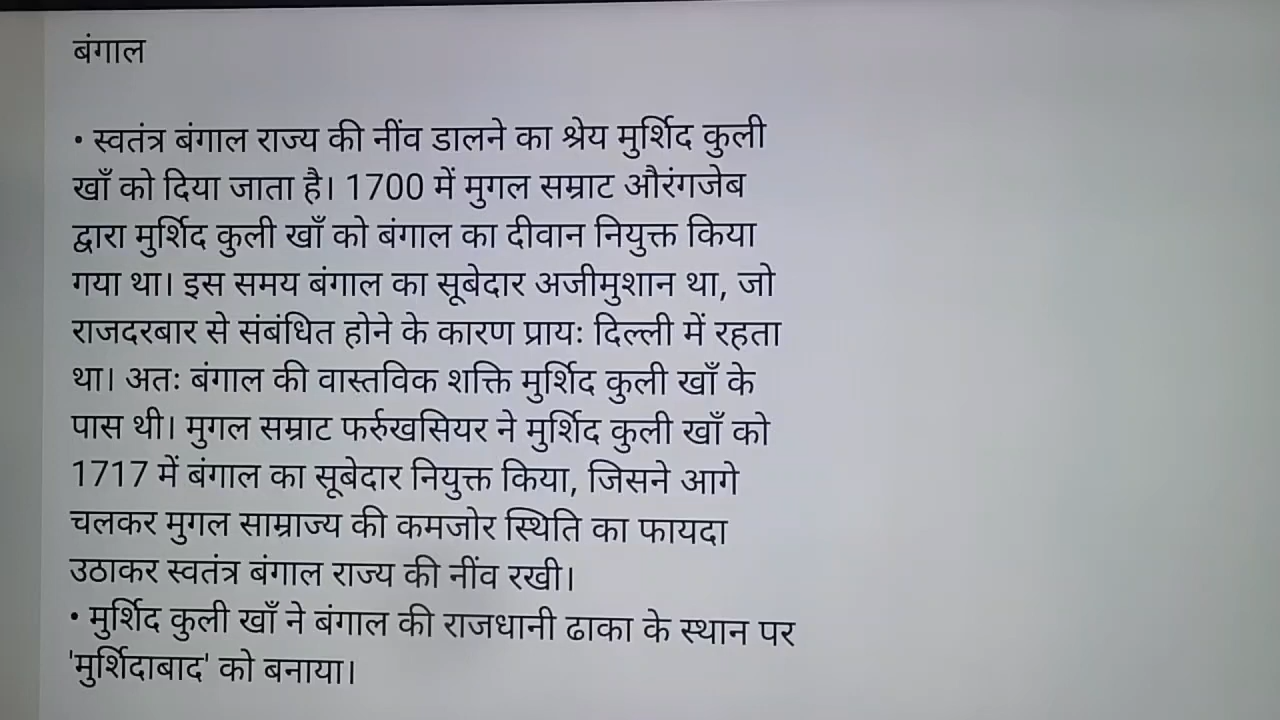 बंगाल
• स्वतंत्र बंगाल राज्य की नींव डालने का श्रेय मुर्शिद कुली
खाँ को दिया जाता है। 1700 में मुगल सम्राट औरंगजेब
द्वारा मुर्शिद कुली खाँ को बंगाल का दीवान नियुक्त किया
गया था। इस समय बंगाल का सूबेदार अजीमुशान था, जो
राजदरबार से संबंधित होने के कारण प्रायः दिल्ली में रहता
था। अतः बंगाल की वास्तविक शक्ति मुर्शिद कुली खाँ के
पास थी। मुगल सम्राट फर्रुखसियर ने मुर्शिद कुली खाँ को
1717 में बंगाल का सूबेदार नियुक्त किया, जिसने आगे
चलकर मुगल साम्राज्य की कमजोर स्थिति का फायदा
उठाकर स्वतंत्र बंगाल राज्य की नींव रखी।
• मुर्शिद कुली खाँ ने बंगाल की राजधानी ढाका के स्थान पर
'मुर्शिदाबाद' को बनाया।